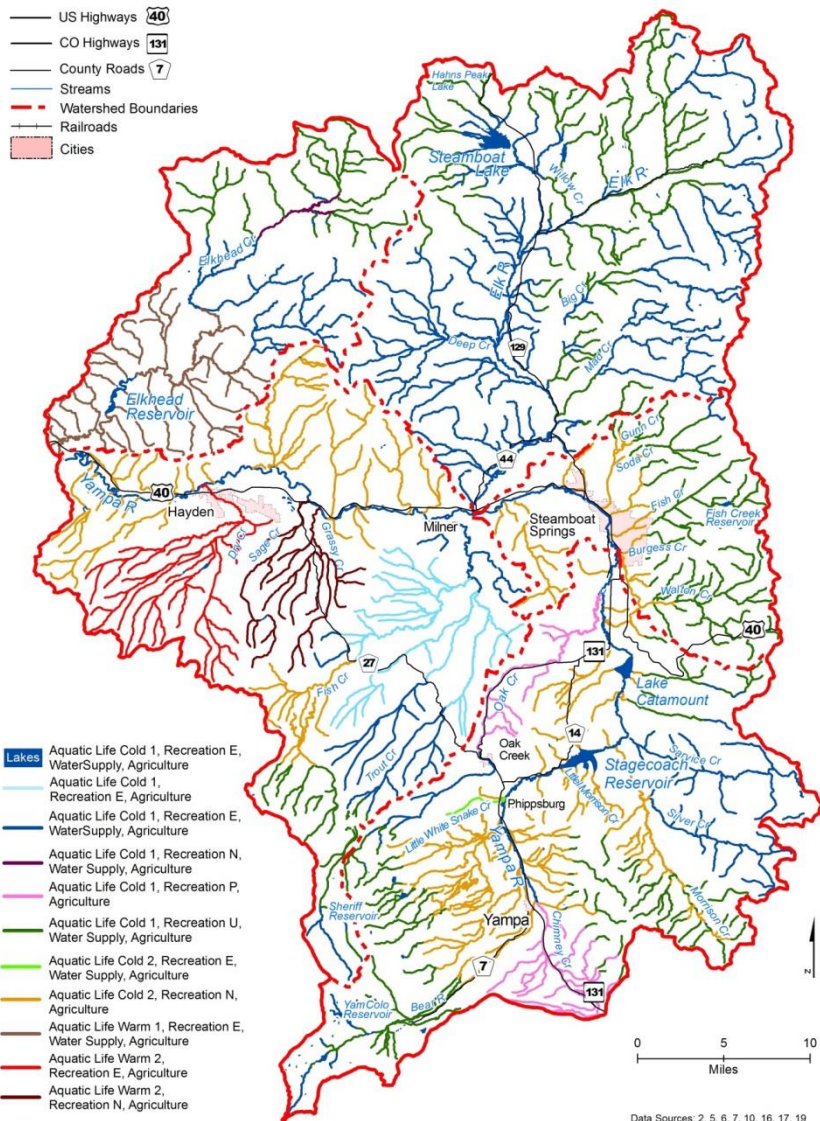 US Highways 40
CO Highways 131
County Roads 7
Streams
Watershed Boundaries
Railroads
Cities
Hahns Peak
Lake
Steamboat
Lake
Willow Cr
Elk R
Elkhead Cr
Elk R
Big Cr
Deep Cr
129
Mad Cr
Elkhead
Reservoir
Gunn Cr
44
Soda Cr
Yampa R
40
Hayden
Milner
Steamboat
Springs
Fish Cr
Fish Creek
Reservoir
Dry Cr
Sage Cr
Grassy Cr
Burgess Cr
Walton Cr
40
27
Fish Cr
131
Oak Cr
Lake
Catamount
14
Oak
Creek
Trout Cr
Stagecoach
Reservoir
Service Cr
Little Morrison Cr
Phippsburg
Little White Snake Cr
Silver Cr
Yampa R
Sheriff
Reservoir
Yampa
Chimney Cr
Morrison Cr
7
131
YamColo
Reservoir
Bear R
Lakes
Aquatic Life Cold 1, Recreation E,
WaterSupply, Agriculture
Aquatic Life Cold 1,
Recreation E, Agriculture
Aquatic Life Cold 1, Recreation E,
WaterSupply, Agriculture
Aquatic Life Cold 1, Recreation N,
Water Supply, Agriculture
Aquatic Life Cold 1, Recreation P,
Agriculture
Aquatic Life Cold 1, Recreation U,
Water Supply, Agriculture
Aquatic Life Cold 2, Recreation E,
Water Supply, Agriculture
Aquatic Life Cold 2, Recreation N,
Agriculture
Aquatic Life Warm 1, Recreation E,
Water Supply, Agriculture
Aquatic Life Warm 2,
Recreation E, Agriculture
Aquatic Life Warm 2,
Recreation N, Agriculture
N
0 5 10
Miles
Data Sources: 2, 5, 6, 7, 10, 16, 17, 19